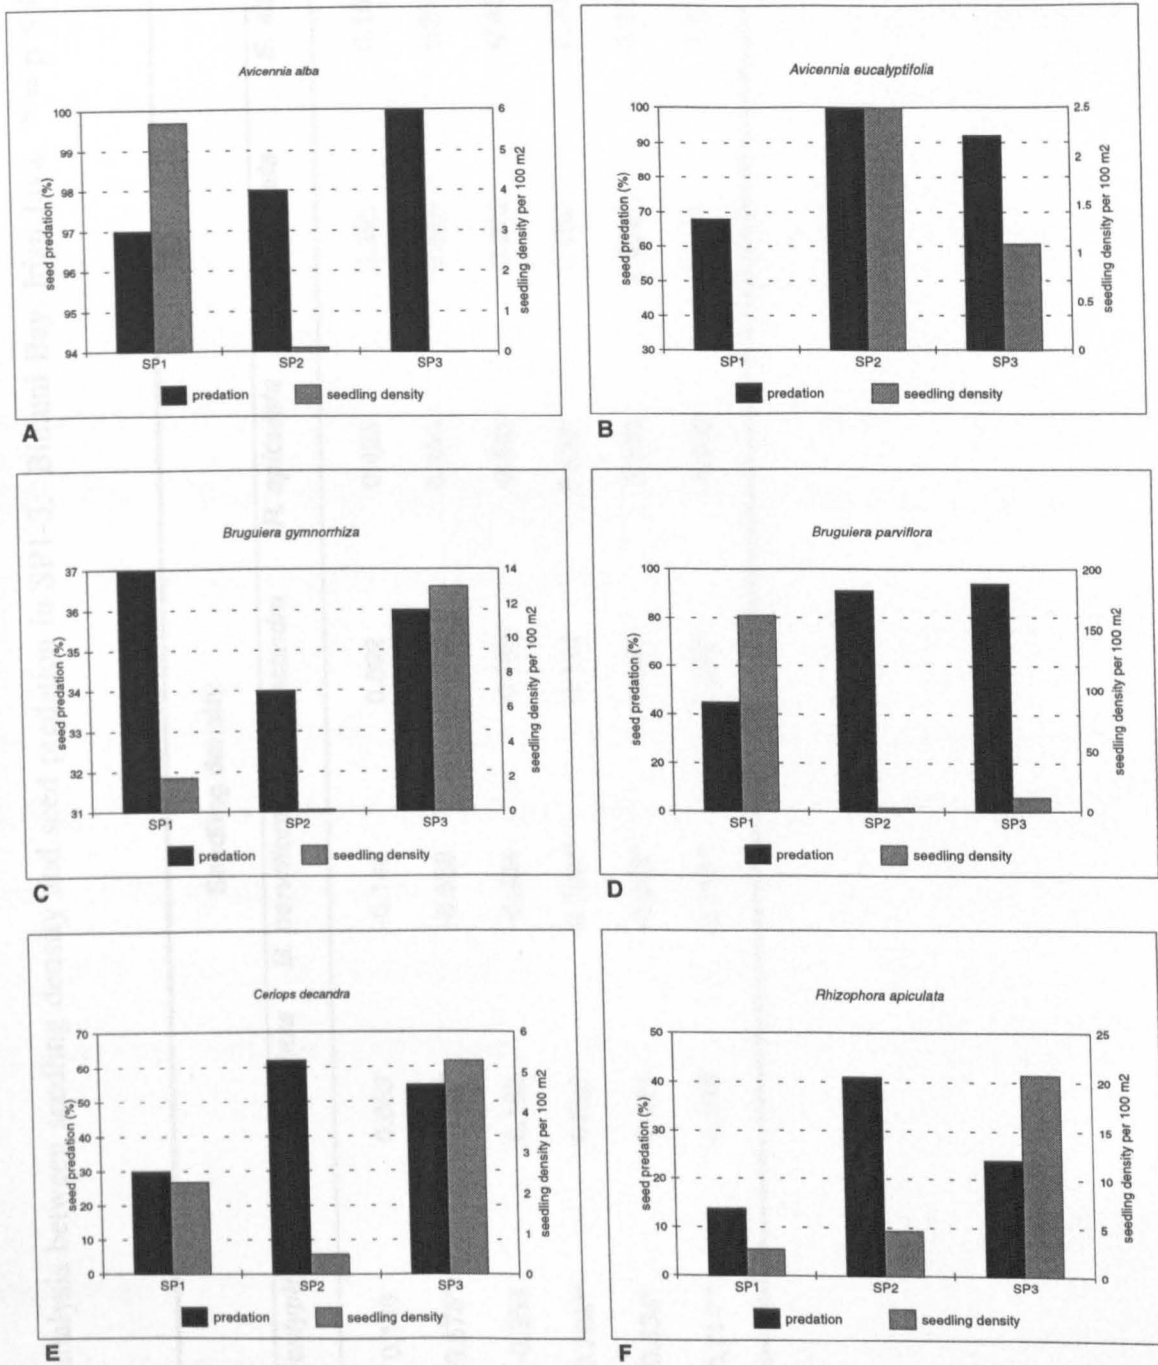 Avicennia alba
seed predation (%)
100
99
98
97
96
95
94
6
5
4
3
2
1
0
seedling density per 100 m2
SP1 SP2 SP3
predation seedling density
A
Avicennia eucalyptifolia
seed predation (%)
100
90
80
70
60
50
40
30
2.5
2
1.5
1
0.5
0
seedling density per 100 m2
SP1 SP2 SP3
predation seedling density
B
Bruguiera gymnorrhiza
seed predation (%)
37
36
35
34
33
32
31
14
12
10
8
6
4
2
0
seedling density per 100 m2
SP1 SP2 SP3
predation seedling density
C
Bruguiera parviflora
seed predation (%)
100
80
60
40
20
0
200
150
100
50
0
seedling density per 100 m2
SP1 SP2 SP3
predation seedling density
D
Ceriops decandra
seed predation (%)
70
60
50
40
30
20
10
0
6
5
4
3
2
1
0
seedling density per 100 m2
SP1 SP2 SP3
predation seedling density
E
Rhizophora apiculata
seed predation (%)
50
40
30
20
10
0
25
20
15
10
5
0
seedling density per 100 m2
SP1 SP2 SP3
predation seedling density
F